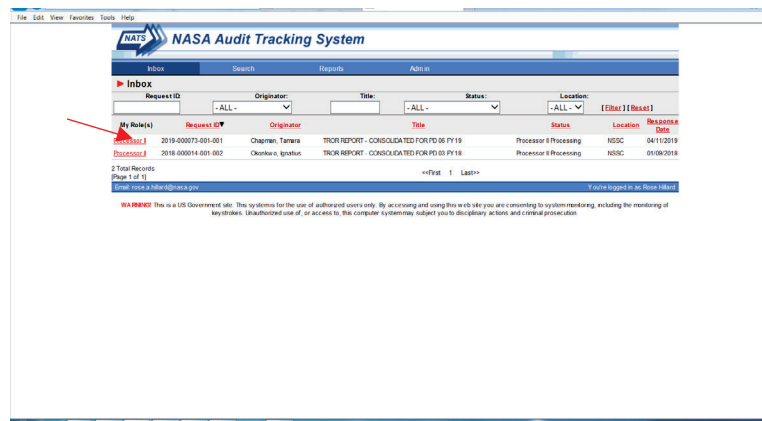 File Edit View Favorites Tools Help
NATS NASA Audit Tracking System
Inbox Search Reports Admin
Inbox
Request ID: Originator: Title: Status: Location:
- ALL - - ALL - - ALL - [ Filter ] [ Reset ]
My Role(s) Request ID▼ Originator Title Status Location Response Date
Processor II 2019-000073-001-001 Chapman, Tamara TROR REPORT - CONSOLIDATED FOR PD 06 FY 19 Processor II Processing NSSC 04/11/2019
Processor II 2018-000014-001-002 Okonkwo, Ignatus TROR REPORT - CONSOLIDATED FOR PD 03 FY 18 Processor II Processing NSSC 01/09/2018
2 Total Records <<First 1 Last>>
[Page 1 of 1]
Email: rose.a.hillard@nasa.gov You're logged in as Rose Hillard
WARNING! This is a US Government site. This system is for the use of authorized users only. By accessing and using this web site you are consenting to system monitoring, including the monitoring of
keystrokes. Unauthorized use of, or access to, this computer system may subject you to disciplinary actions and criminal prosecution.